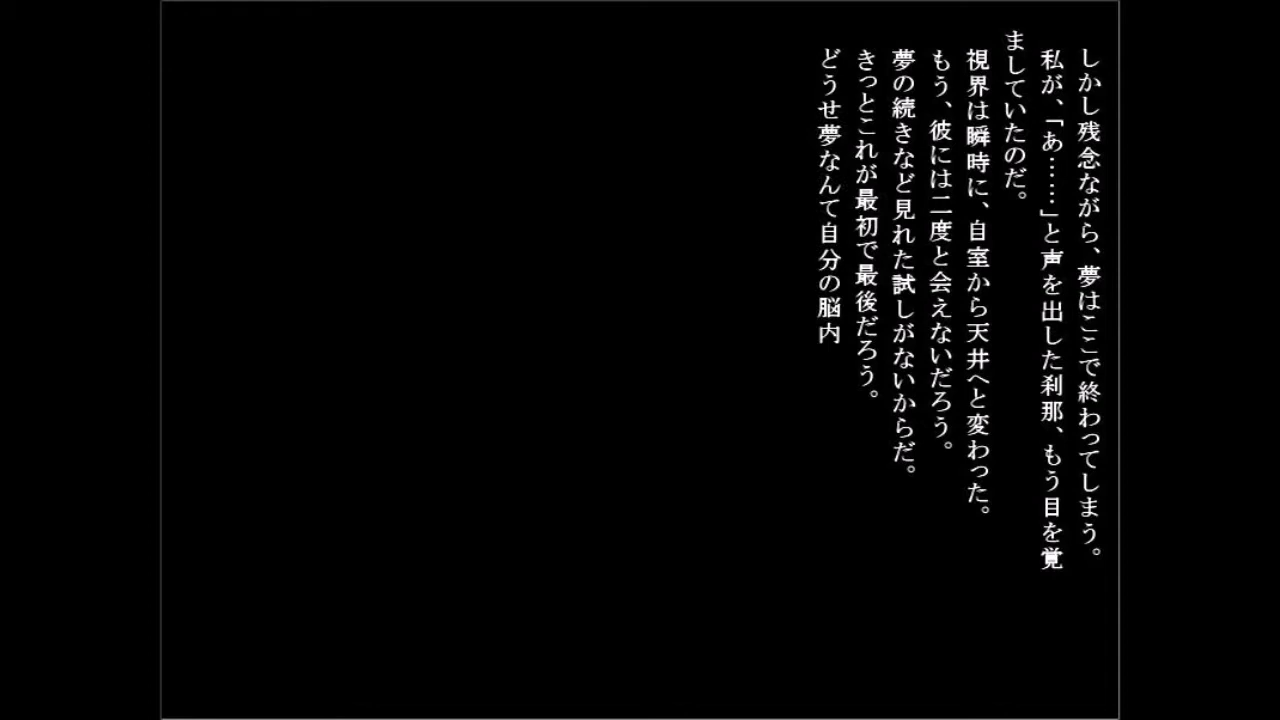 しかし残念ながら、夢はここで終わってしまう。
私が、「あ……」と声を出した刹那、もう目を覚
ましていたのだ。
視界は瞬時に、自室から天井へと変わった。
もう、彼には二度と会えないだろう。
夢の続きなど見れた試しがないからだ。
きっとこれが最初で最後だろう。
どうせ夢なんて自分の脳内